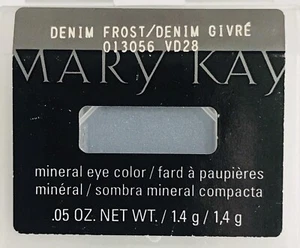 DENIM FROST/DENIM GIVRÉ
013056 VD28
MARY KAY
mineral eye color / fard à paupières
minéral / sombra mineral compacta
.05 OZ. NET WT. / 1.4 g / 1,4 g